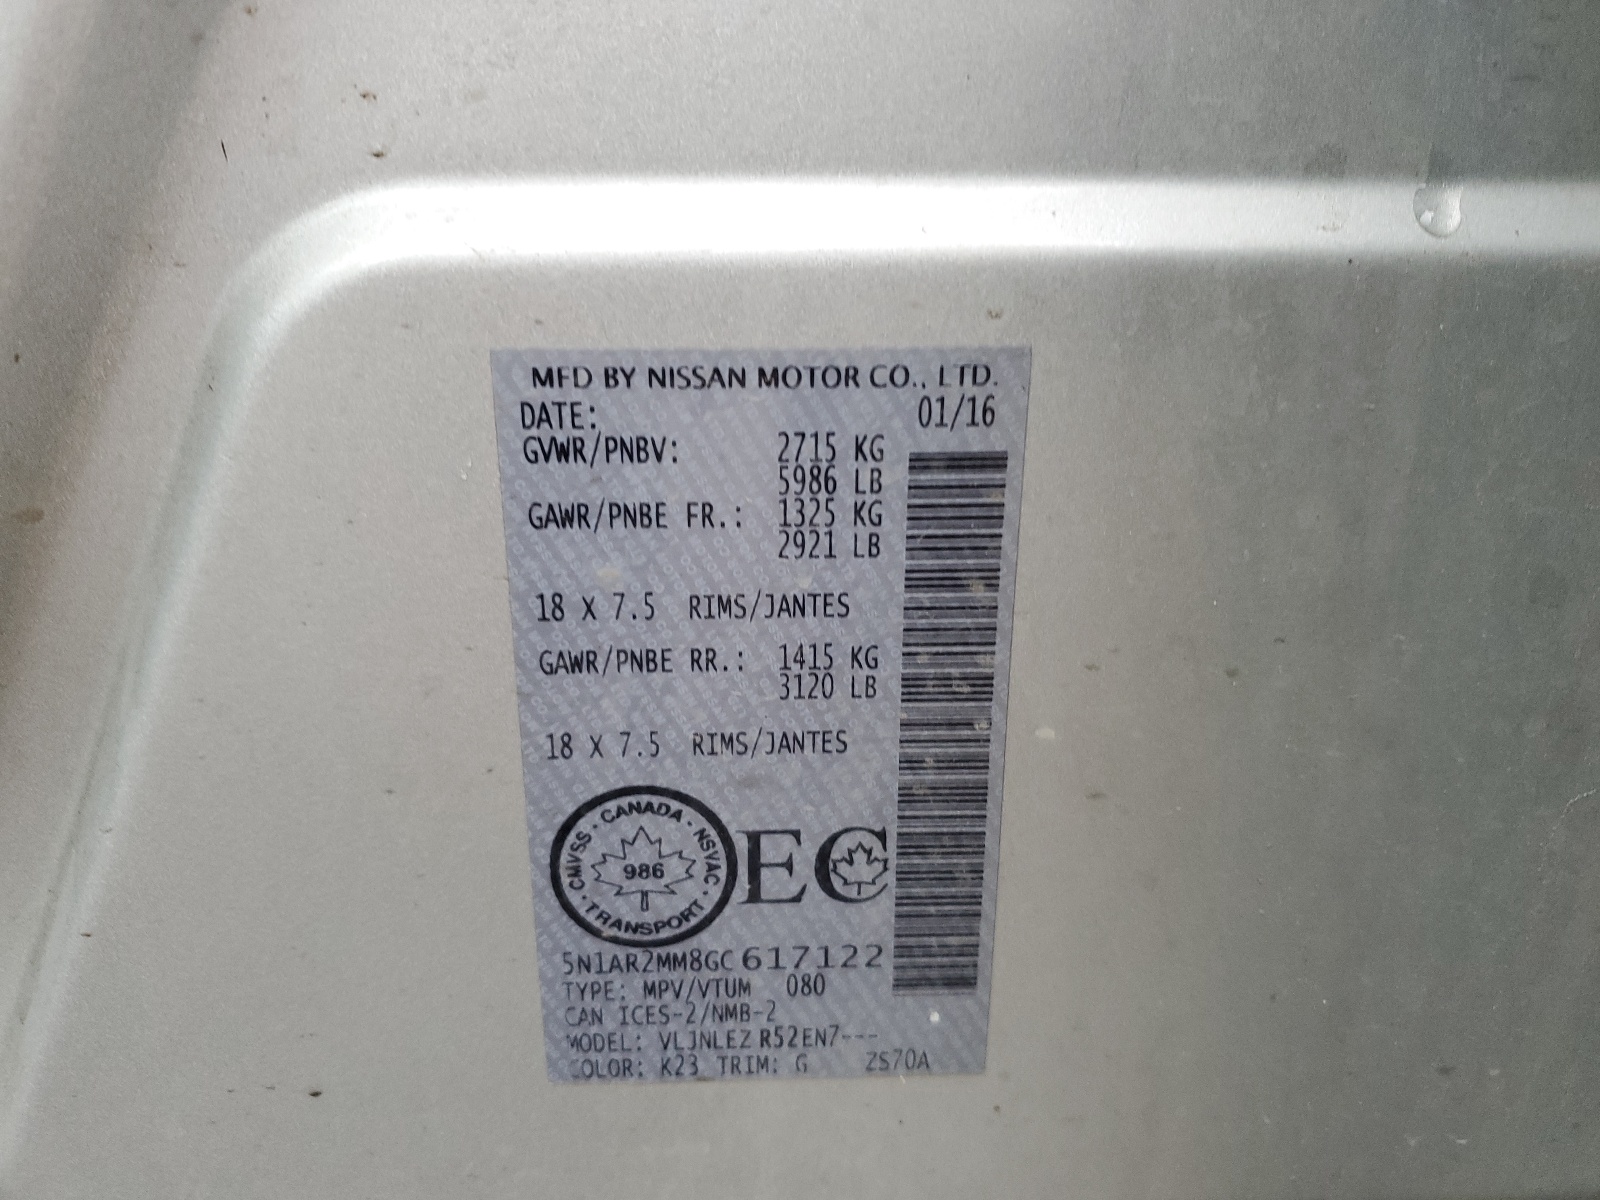 MFD BY NISSAN MOTOR CO., LTD.
DATE: 01/16
GVWR/PNBV: 2715 KG
5986 LB
GAWR/PNBE FR.: 1325 KG
2921 LB
18 X 7.5 RIMS/JANTES
GAWR/PNBE RR.: 1415 KG
3120 LB
18 X 7.5 RIMS/JANTES
CANADA · NSVAC · TRANSPORT · CMVSS ·
986
EC
5N1AR2MM8GC617122
TYPE: MPV/VTUM 080
CAN ICES-2/NMB-2
MODEL: VLJNLEZ R52EN7---
COLOR: K23 TRIM: G ZS70A